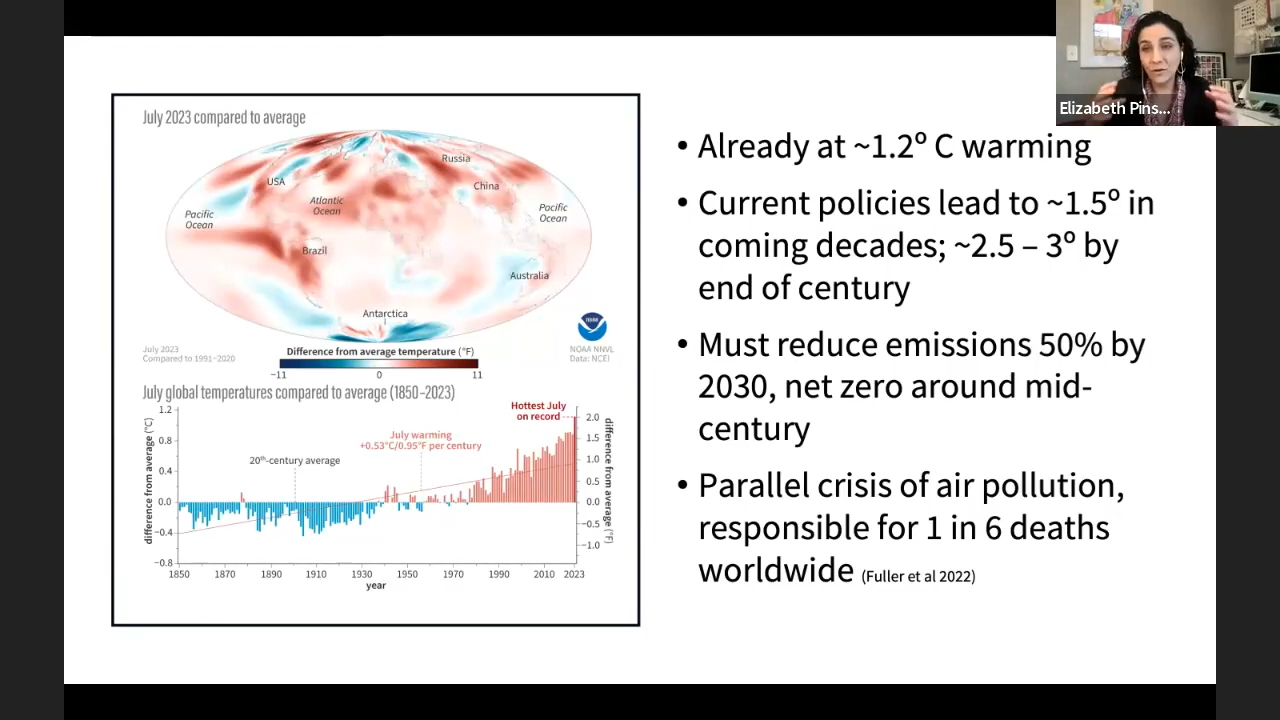 Elizabeth Pins...
July 2023 compared to average
Russia
USA
China
Atlantic
Ocean
Pacific
Ocean
Pacific
Ocean
Brazil
Australia
Antarctica
NOAA
July 2023
Compared to 1991–2020
Difference from average temperature (°F)
NOAA NNVL
Data: NCEI
−11
0
11
July global temperatures compared to average (1850–2023)
Hottest July
on record
July warming
+0.53°C/0.95°F per century
20th-century average
difference from average (°C)
1.2
0.8
0.4
0.0
−0.4
−0.8
2.0
1.5
1.0
0.5
0.0
−0.5
−1.0
difference from average (°F)
1850
1870
1890
1910
1930
1950
1970
1990
2010
2023
year
• Already at ~1.2º C warming
• Current policies lead to ~1.5º in
coming decades; ~2.5 – 3º by
end of century
• Must reduce emissions 50% by
2030, net zero around mid-
century
• Parallel crisis of air pollution,
responsible for 1 in 6 deaths
worldwide (Fuller et al 2022)